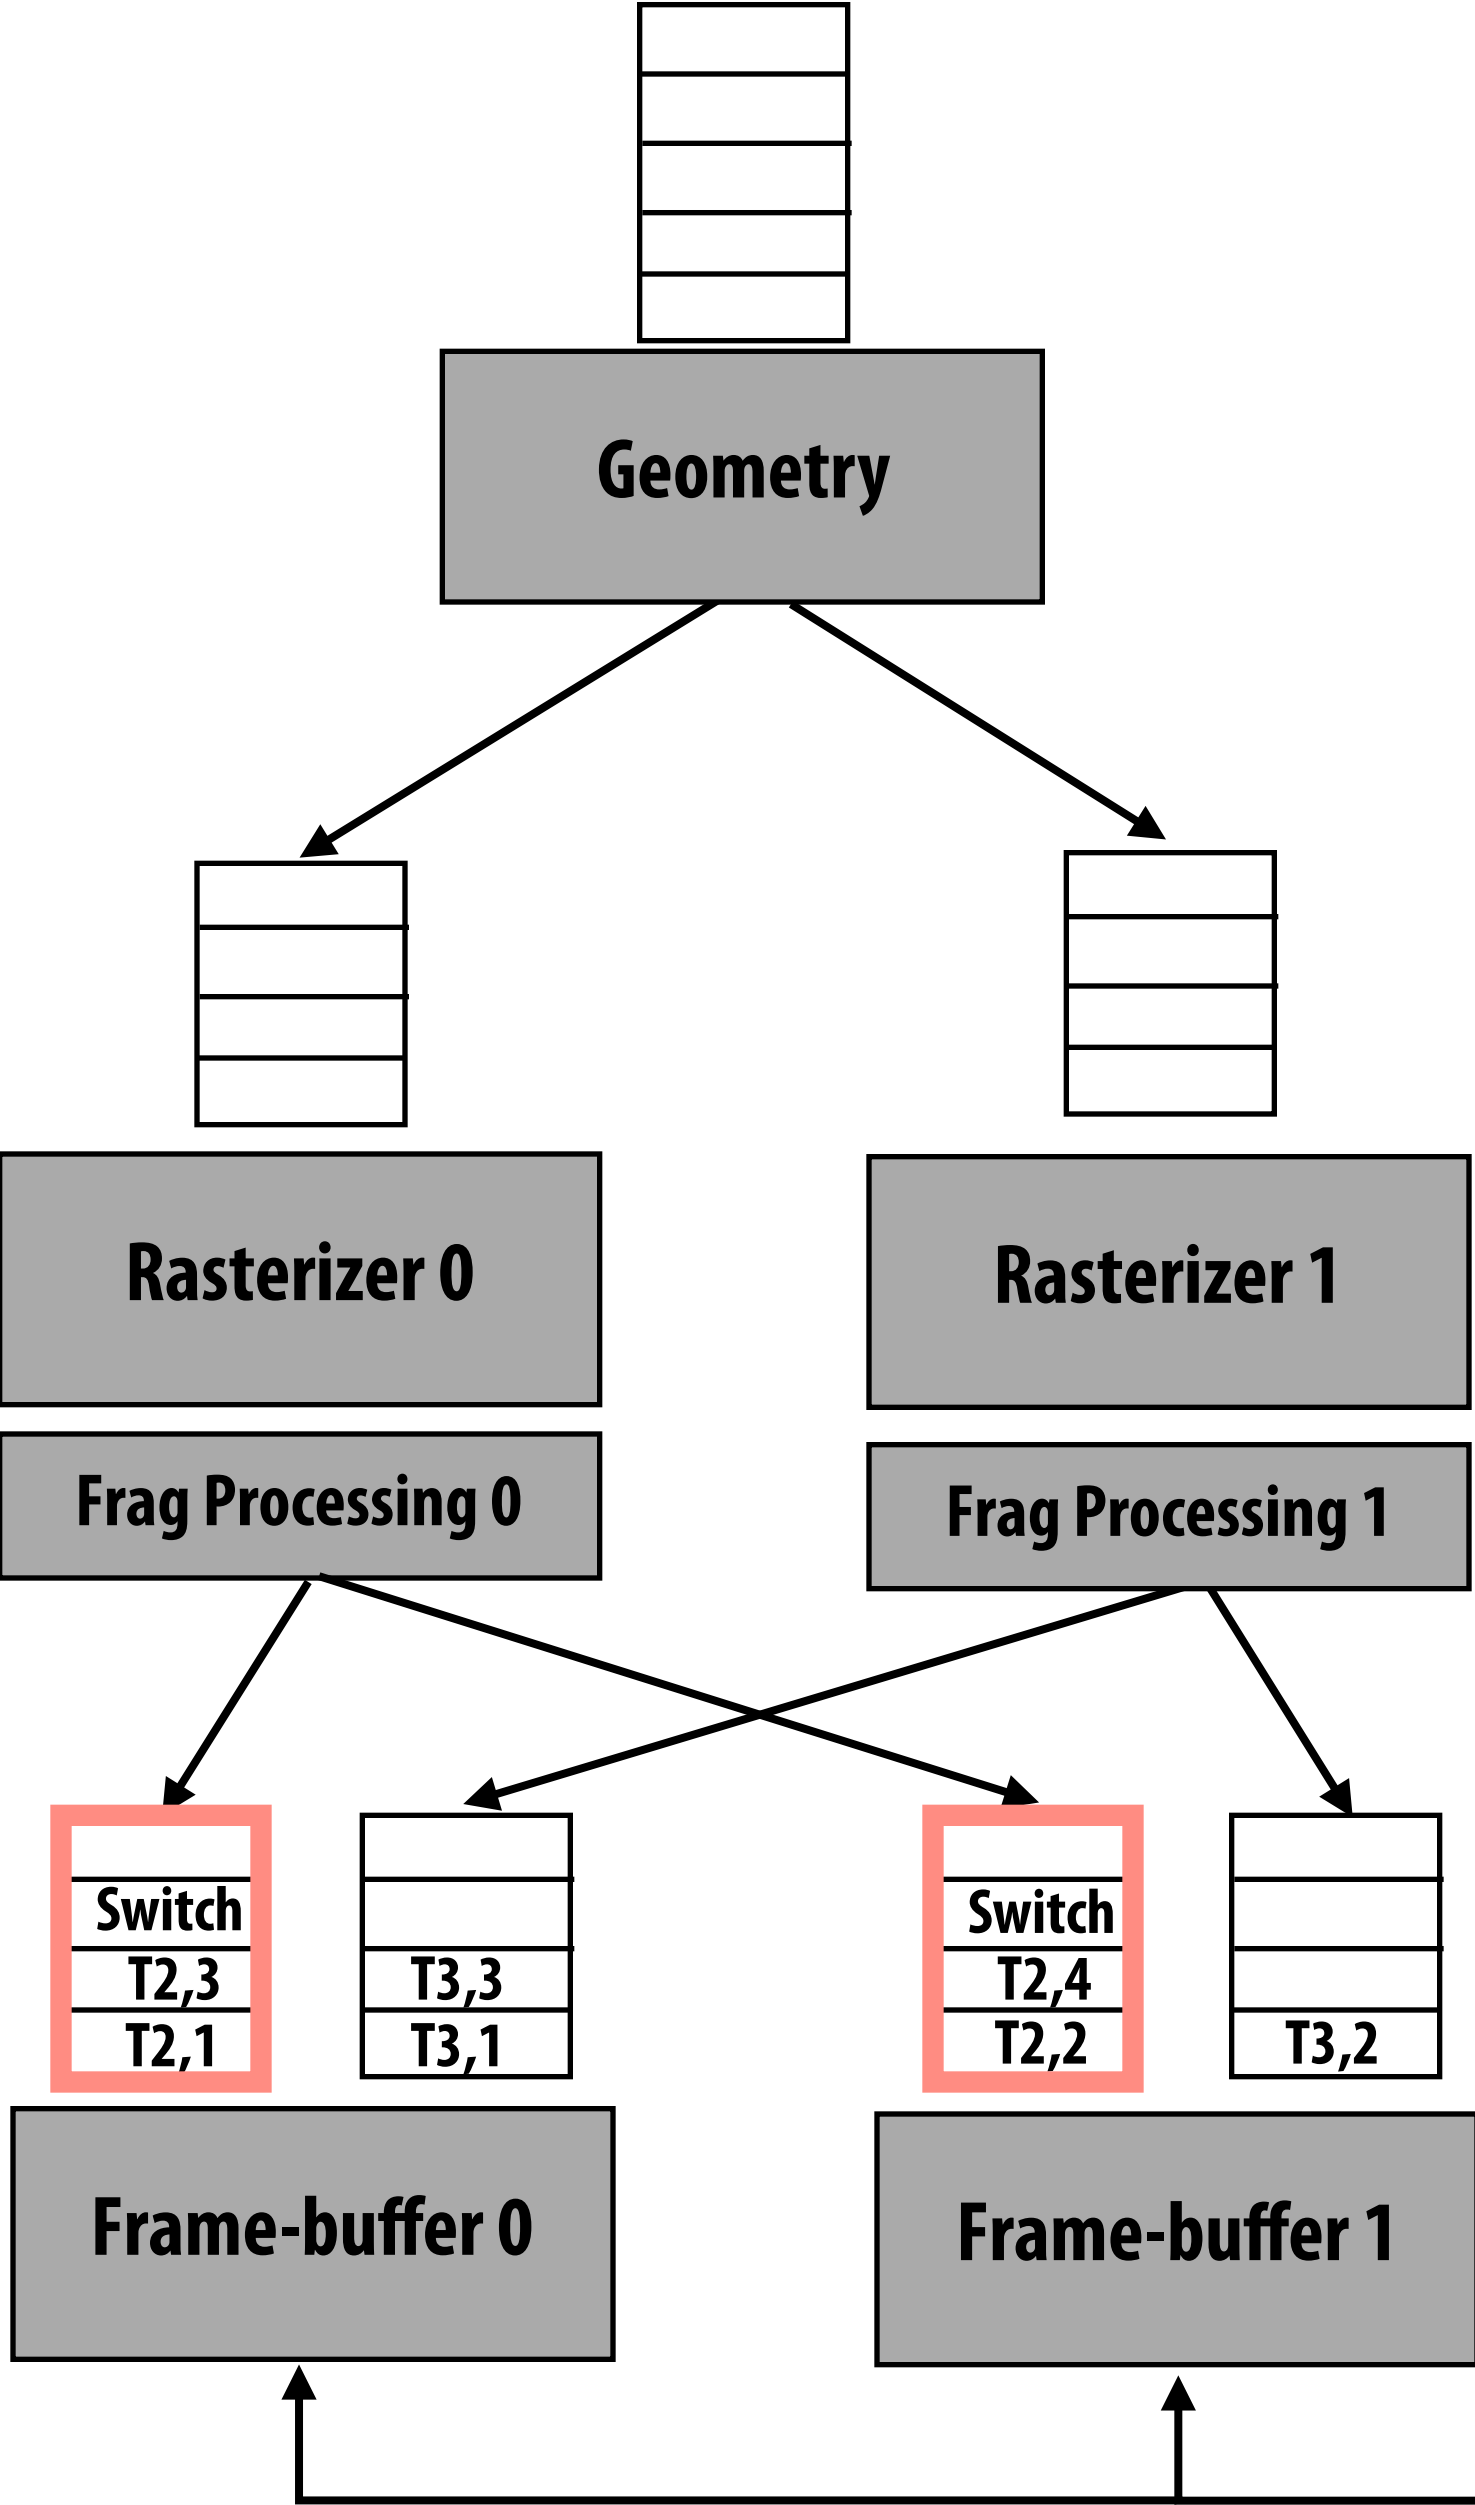 Geometry
Rasterizer 0
Rasterizer 1
Frag Processing 0
Frag Processing 1
Switch
T2,3
T2,1
T3,3
T3,1
Switch
T2,4
T2,2
T3,2
Frame-buffer 0
Frame-buffer 1